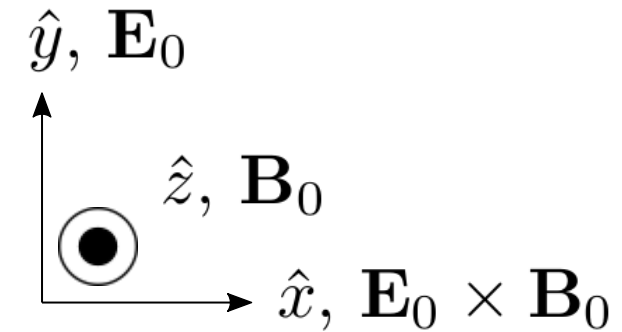 ŷ, E₀
ẑ, B₀
x̂, E₀ × B₀